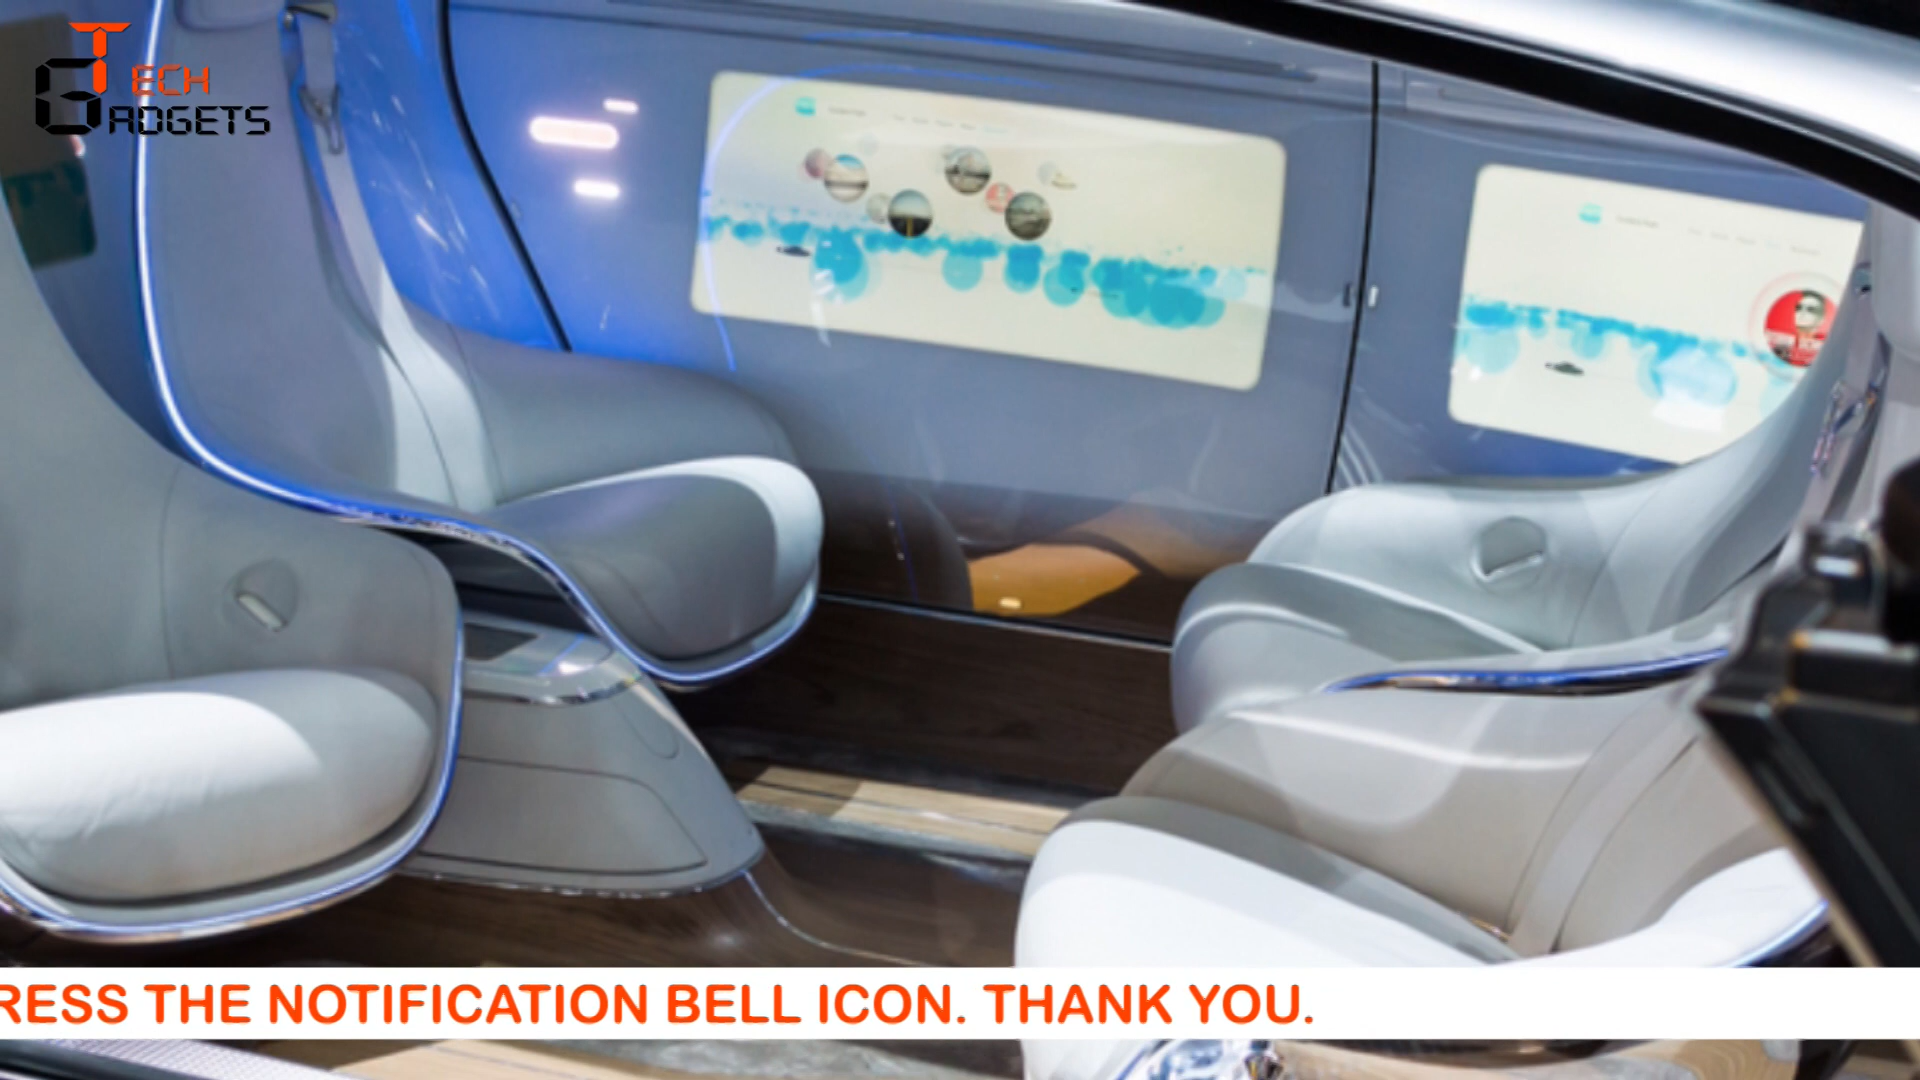 TECH
GADGETS
RESS THE NOTIFICATION BELL ICON. THANK YOU.